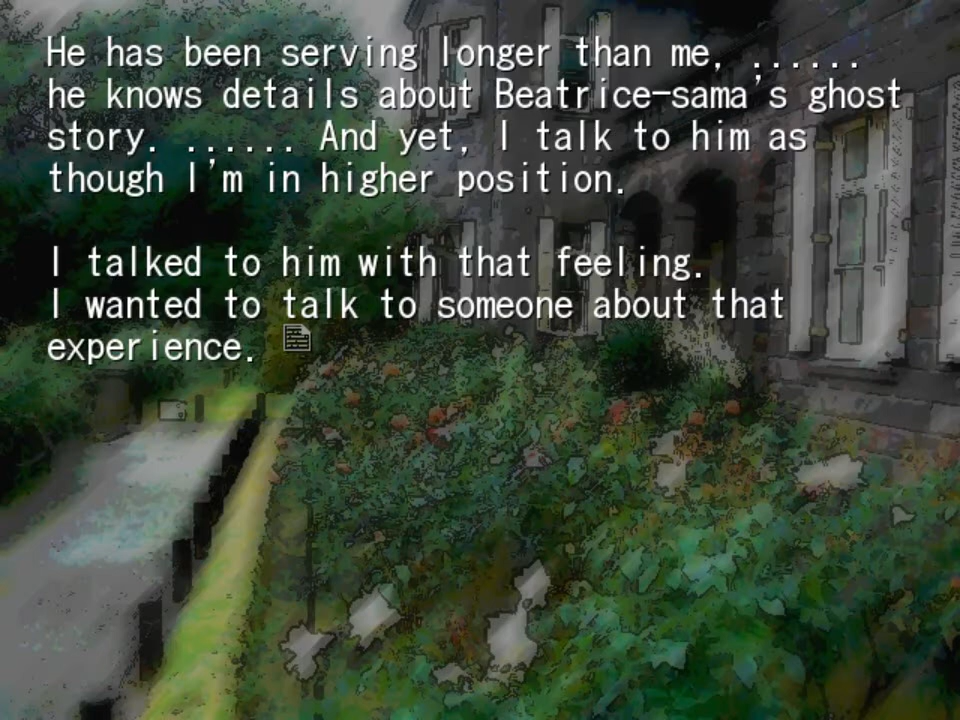 He has been serving longer than me, ......
he knows details about Beatrice-sama's ghost
story. ...... And yet, I talk to him as
though I'm in higher position.
I talked to him with that feeling.
I wanted to talk to someone about that
experience.